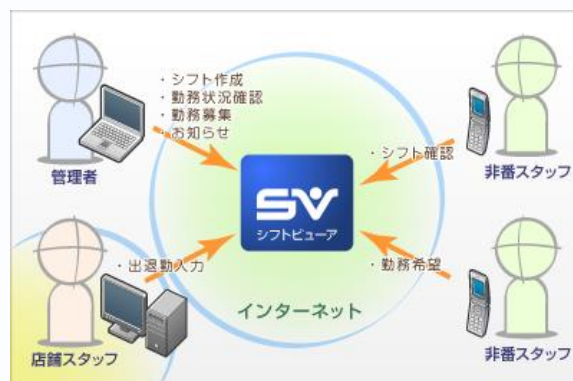 ・シフト作成
・勤務状況確認
・勤務募集
・お知らせ
管理者
・シフト確認
非番スタッフ
SV
シフトビューア
・出退勤入力
・勤務希望
インターネット
店舗スタッフ
非番スタッフ